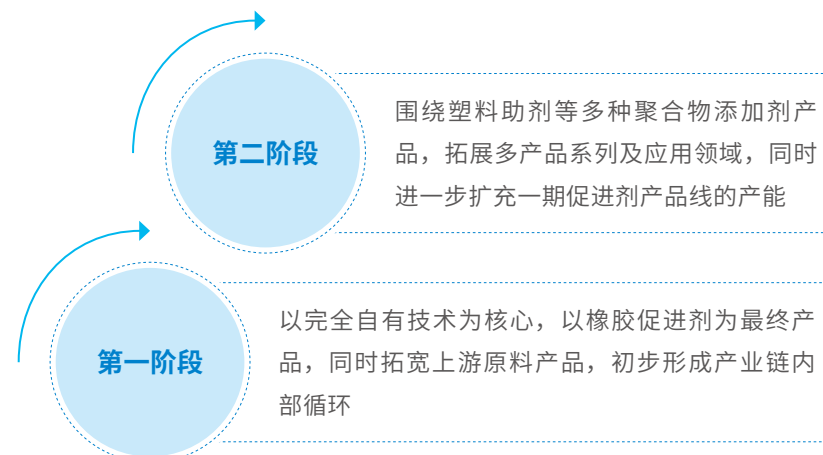 第二阶段
围绕塑料助剂等多种聚合物添加剂产
品，拓展多产品系列及应用领域，同时
进一步扩充一期促进剂产品线的产能
第一阶段
以完全自有技术为核心，以橡胶促进剂为最终产
品，同时拓宽上游原料产品，初步形成产业链内
部循环